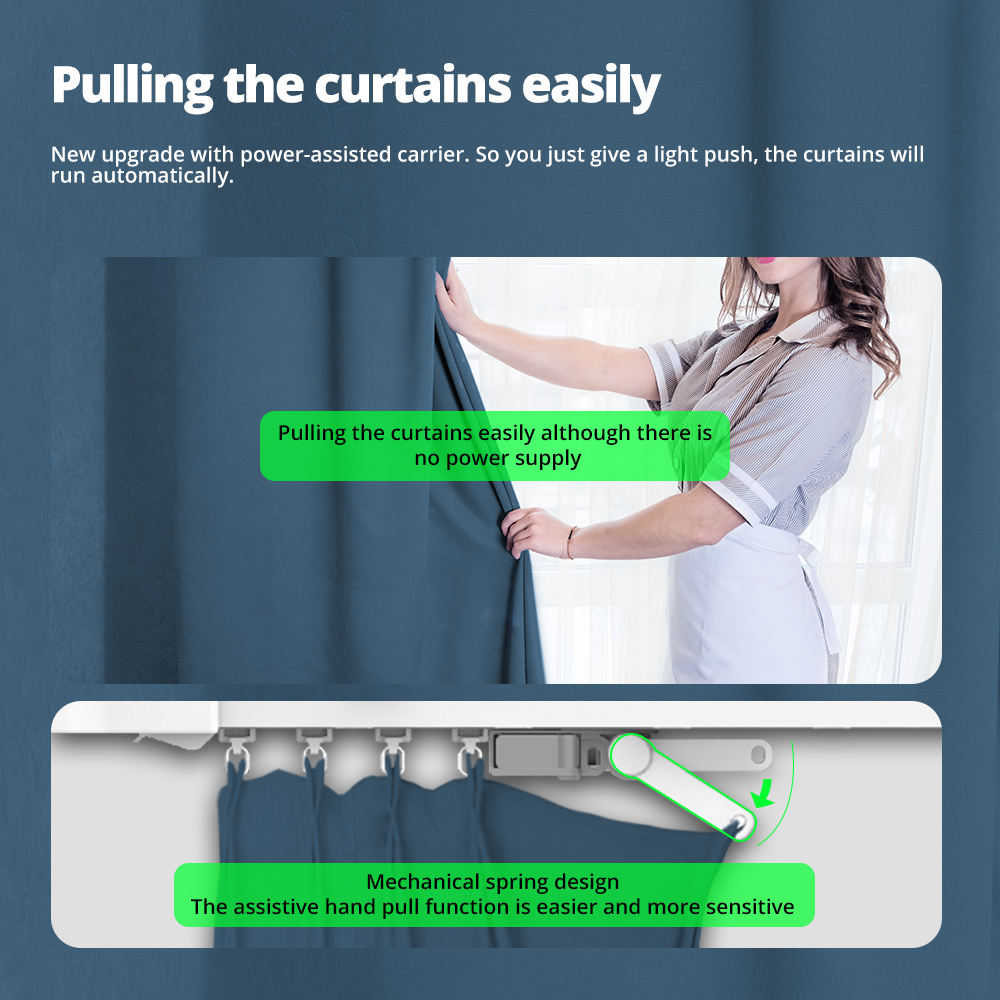 Pulling the curtains easily
New upgrade with power-assisted carrier. So you just give a light push, the curtains will
run automatically.
Pulling the curtains easily although there is
no power supply
Mechanical spring design
The assistive hand pull function is easier and more sensitive